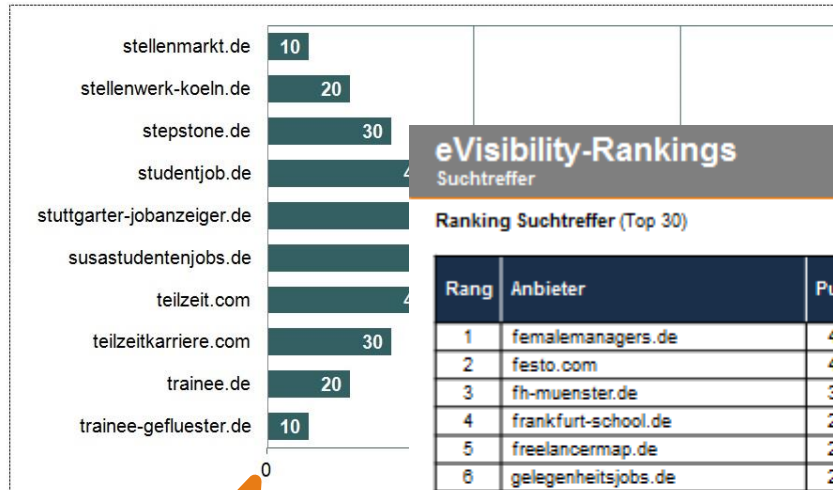 stellenmarkt.de 10
stellenwerk-koeln.de 20
stepstone.de 30
studentjob.de
stuttgarter-jobanzeiger.de
susastudentenjobs.de
teilzeit.com
teilzeitkarriere.com 30
trainee.de 20
trainee-gefluester.de 10
0
eVisibility-Rankings
Suchtreffer
Ranking Suchtreffer (Top 30)
Rang Anbieter
1 femalemanagers.de
2 festo.com
3 fh-muenster.de
4 frankfurt-school.de
5 freelancermap.de
6 gelegenheitsjobs.de